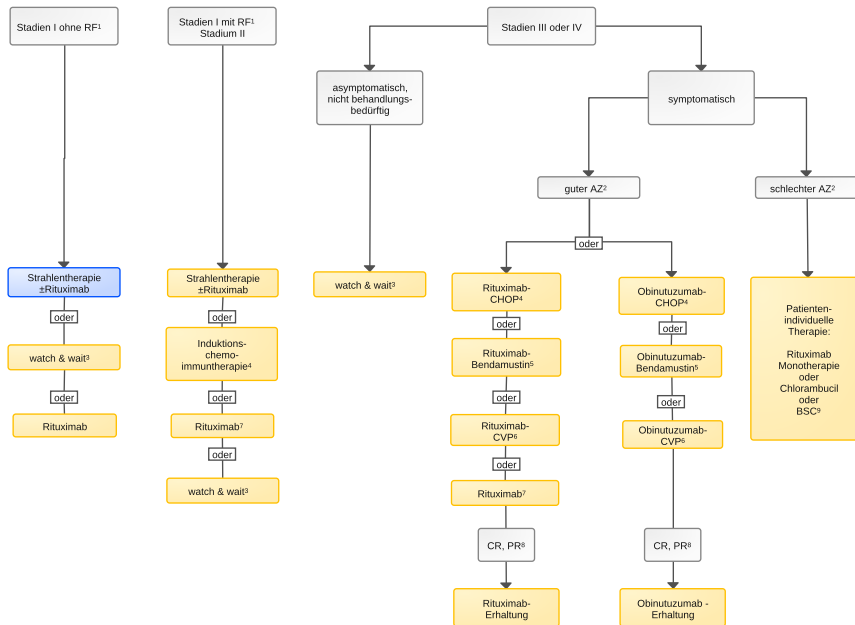 Stadien I ohne RF¹
Stadien I mit RF¹
Stadium II
Stadien III oder IV
asymptomatisch,
nicht behandlungs-
bedürftig
symptomatisch
guter AZ²
schlechter AZ²
oder
Strahlentherapie
±Rituximab
oder
watch & wait³
oder
Rituximab
Strahlentherapie
±Rituximab
oder
Induktions-
chemo-
immuntherapie⁴
oder
Rituximab⁷
oder
watch & wait³
watch & wait³
Rituximab-
CHOP⁴
oder
Rituximab-
Bendamustin⁵
oder
Rituximab-
CVP⁶
oder
Rituximab⁷
CR, PR⁸
Rituximab-
Erhaltung
Obinutuzumab-
CHOP⁴
oder
Obinutuzumab-
Bendamustin⁵
oder
Obinutuzumab-
CVP⁶
CR, PR⁸
Obinutuzumab -
Erhaltung
Patienten-
individuelle
Therapie:
Rituximab
Monotherapie
oder
Chlorambucil
oder
BSC⁹